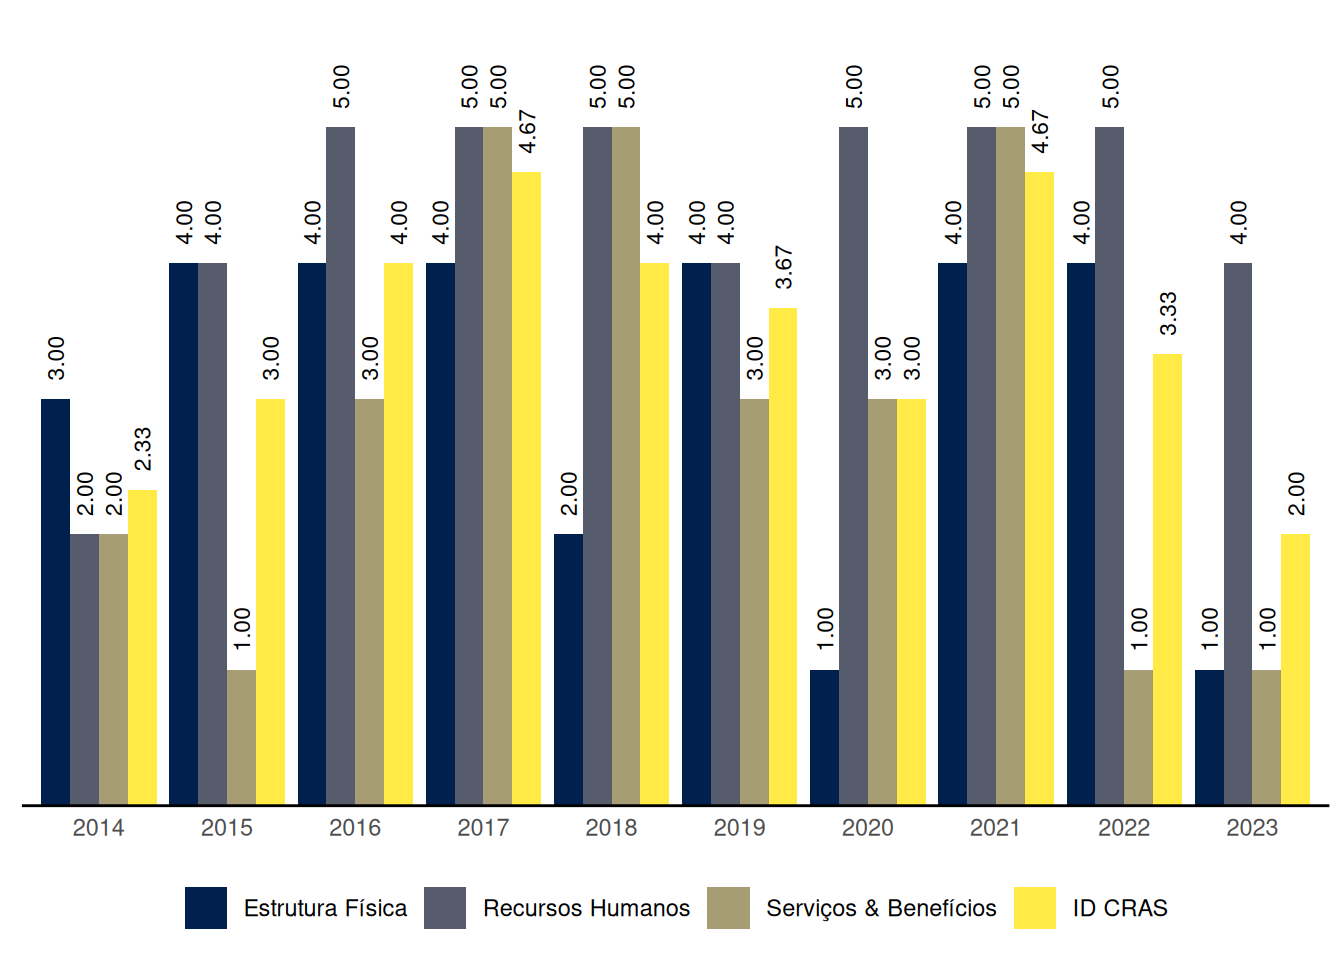 5.00 5.00 5.00 5.00 5.00 5.00 5.00 5.00 5.00
4.67 4.67
4.00 4.00 4.00 4.00 4.00 4.00 4.00 4.00 4.00 4.00 4.00
3.67
3.33
3.00 3.00 3.00 3.00 3.00 3.00
2.33
2.00 2.00 2.00 2.00
1.00 1.00 1.00 1.00 1.00
2014 2015 2016 2017 2018 2019 2020 2021 2022 2023
Estrutura Física Recursos Humanos Serviços & Benefícios ID CRAS